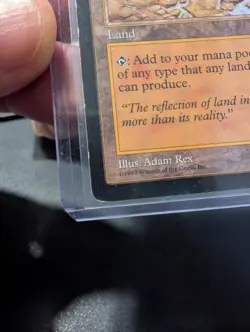 Land
: Add to your mana poo
of any type that any land
can produce.
"The reflection of land in
more than its reality."
Illus. Adam Rex
Wizards of the Coast, Inc.